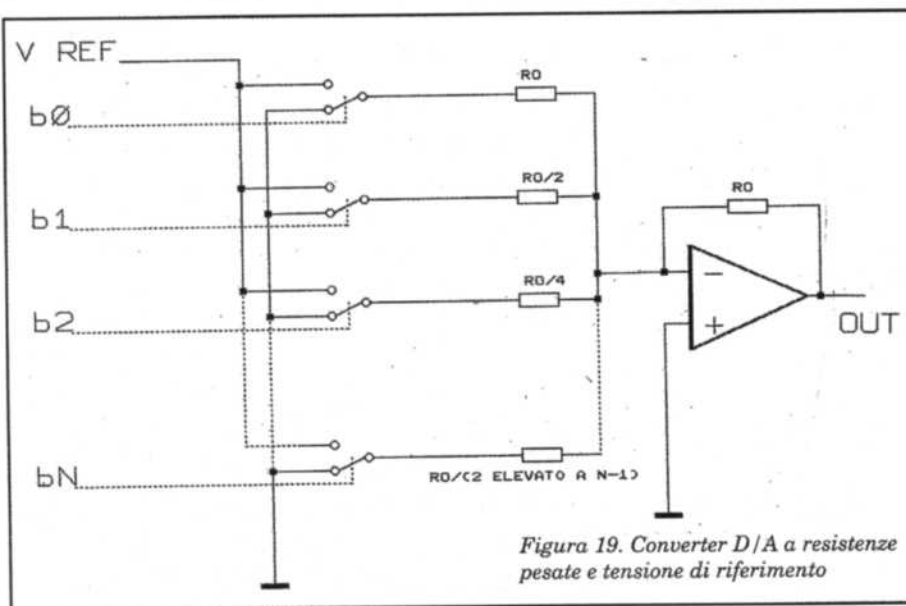 V REF
RO
bØ
RO/2
b1
RO
RO/4
b2
−
+
OUT
bN
RO/(2 ELEVATO A N-1)
Figura 19. Converter D/A a resistenze
pesate e tensione di riferimento